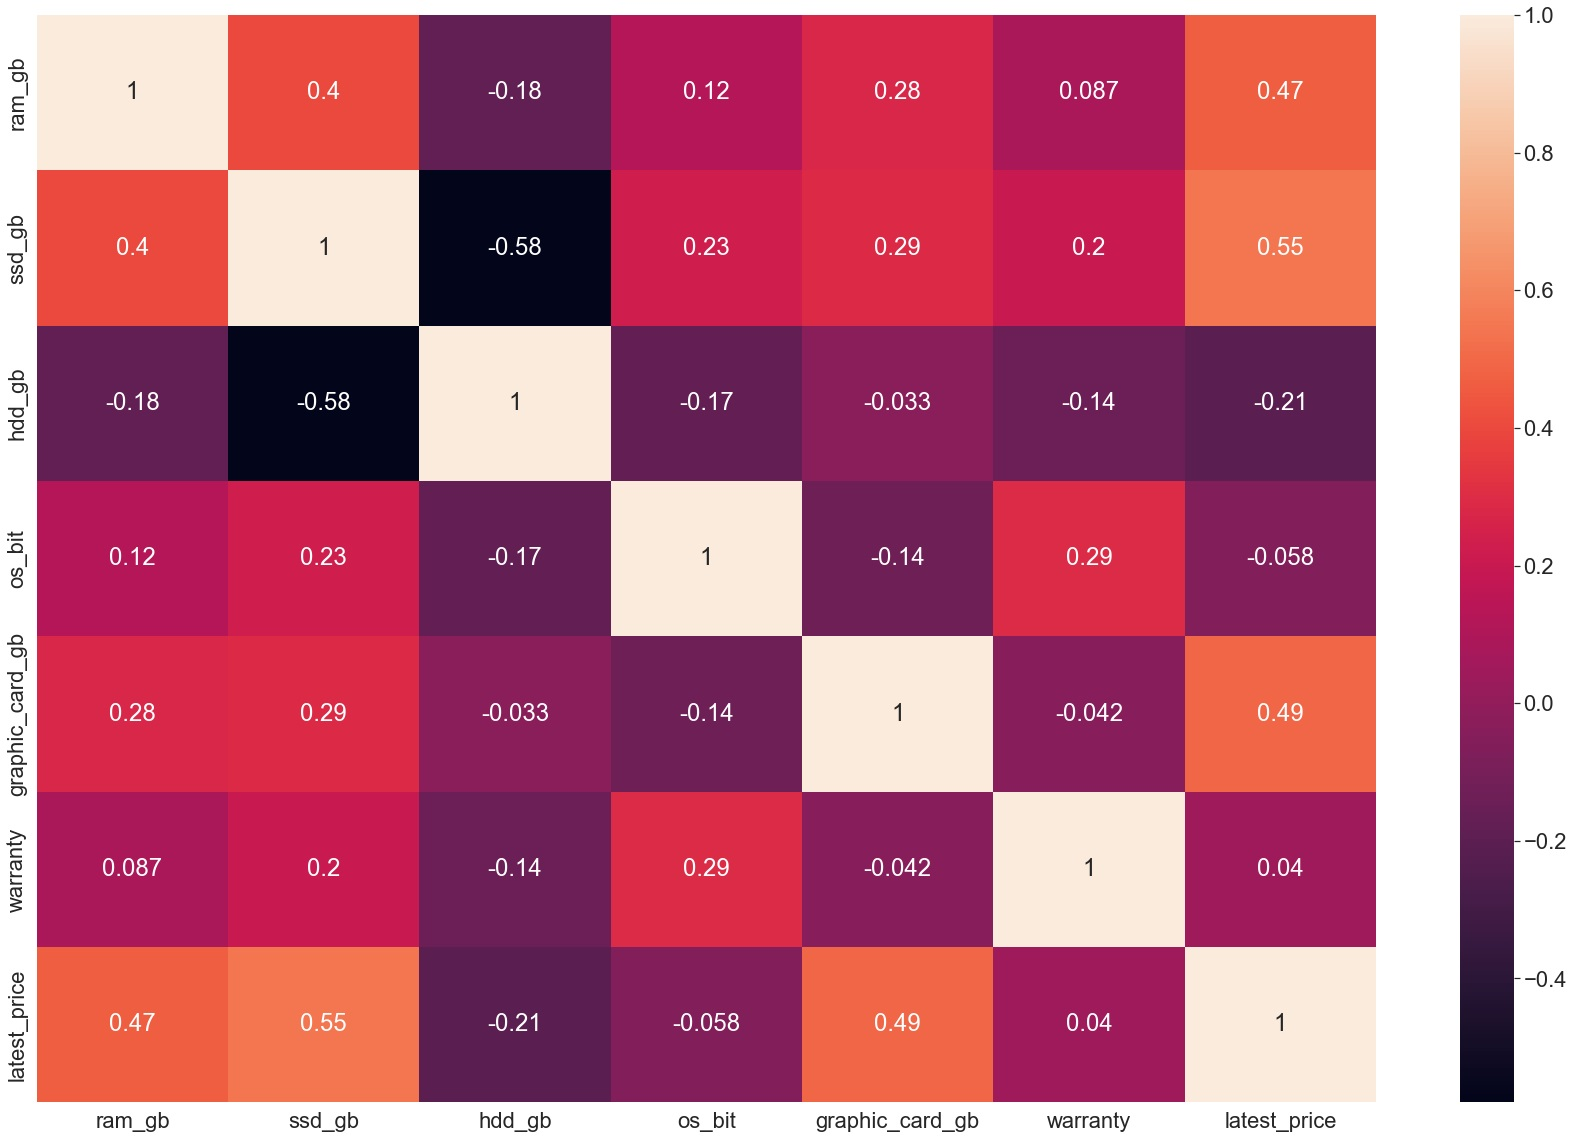 ram_gb 1 0.4 -0.18 0.12 0.28 0.087 0.47
ssd_gb 0.4 1 -0.58 0.23 0.29 0.2 0.55
hdd_gb -0.18 -0.58 1 -0.17 -0.033 -0.14 -0.21
os_bit 0.12 0.23 -0.17 1 -0.14 0.29 -0.058
graphic_card_gb 0.28 0.29 -0.033 -0.14 1 -0.042 0.49
warranty 0.087 0.2 -0.14 0.29 -0.042 1 0.04
latest_price 0.47 0.55 -0.21 -0.058 0.49 0.04 1
ram_gb ssd_gb hdd_gb os_bit graphic_card_gb warranty latest_price
1.0
0.8
0.6
0.4
0.2
0.0
−0.2
−0.4